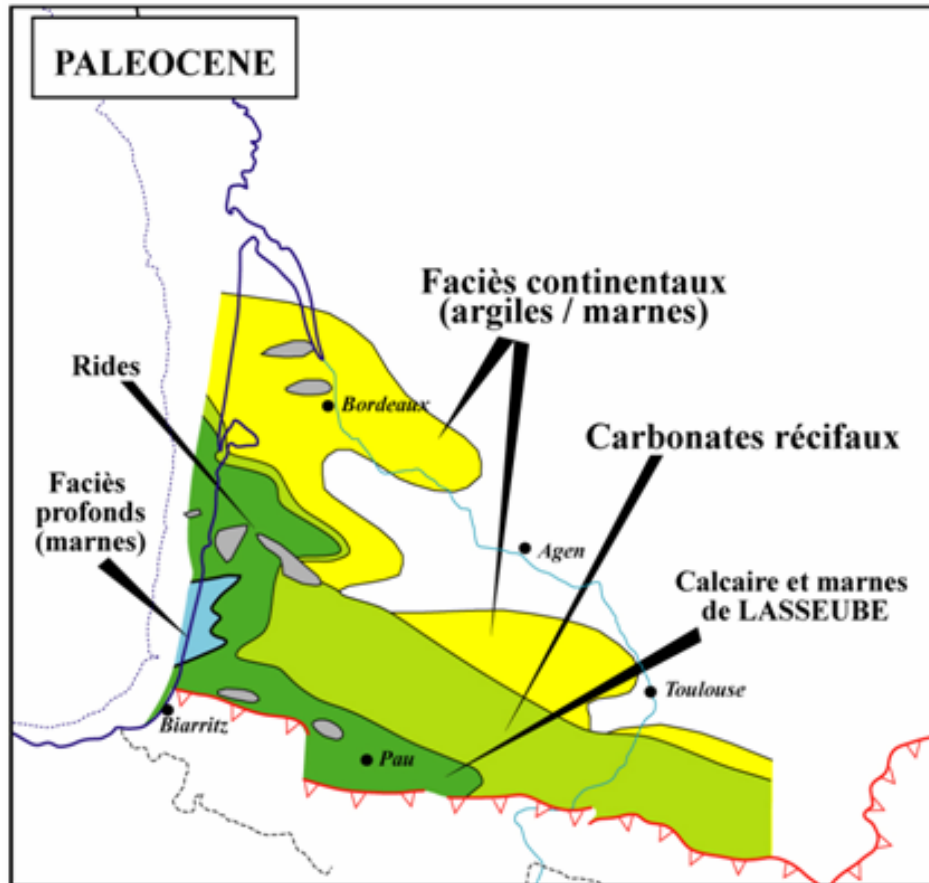 PALEOCENE
Faciès continentaux
(argiles / marnes)
Rides
Bordeaux
Carbonates récifaux
Faciès
profonds
(marnes)
Agen
Calcaire et marnes
de LASSEUBE
Toulouse
Biarritz
Pau